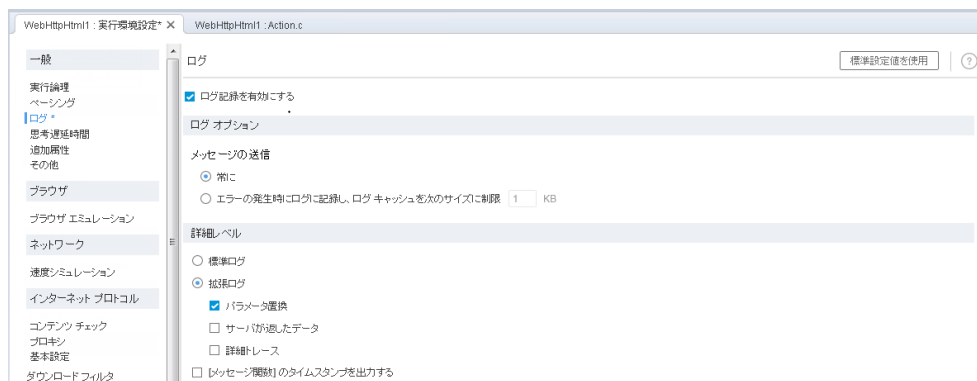 WebHttpHtml1 : 実行環境設定* ×
WebHttpHtml1 : Action.c
一般
実行論理
ペーシング
ログ *
思考遅延時間
追加属性
その他
ブラウザ
ブラウザ エミュレーション
ネットワーク
速度シミュレーション
インターネット プロトコル
コンテンツ チェック
プロキシ
基本設定
ダウンロード フィルタ
ログ
標準設定値を使用
?
ログ記録を有効にする
ログ オプション
メッセージの送信
常に
エラーの発生時にログに記録し、ログ キャッシュを次のサイズに制限 1 KB
詳細レベル
標準ログ
拡張ログ
パラメータ置換
サーバが返したデータ
詳細トレース
[メッセージ関数] のタイムスタンプを出力する